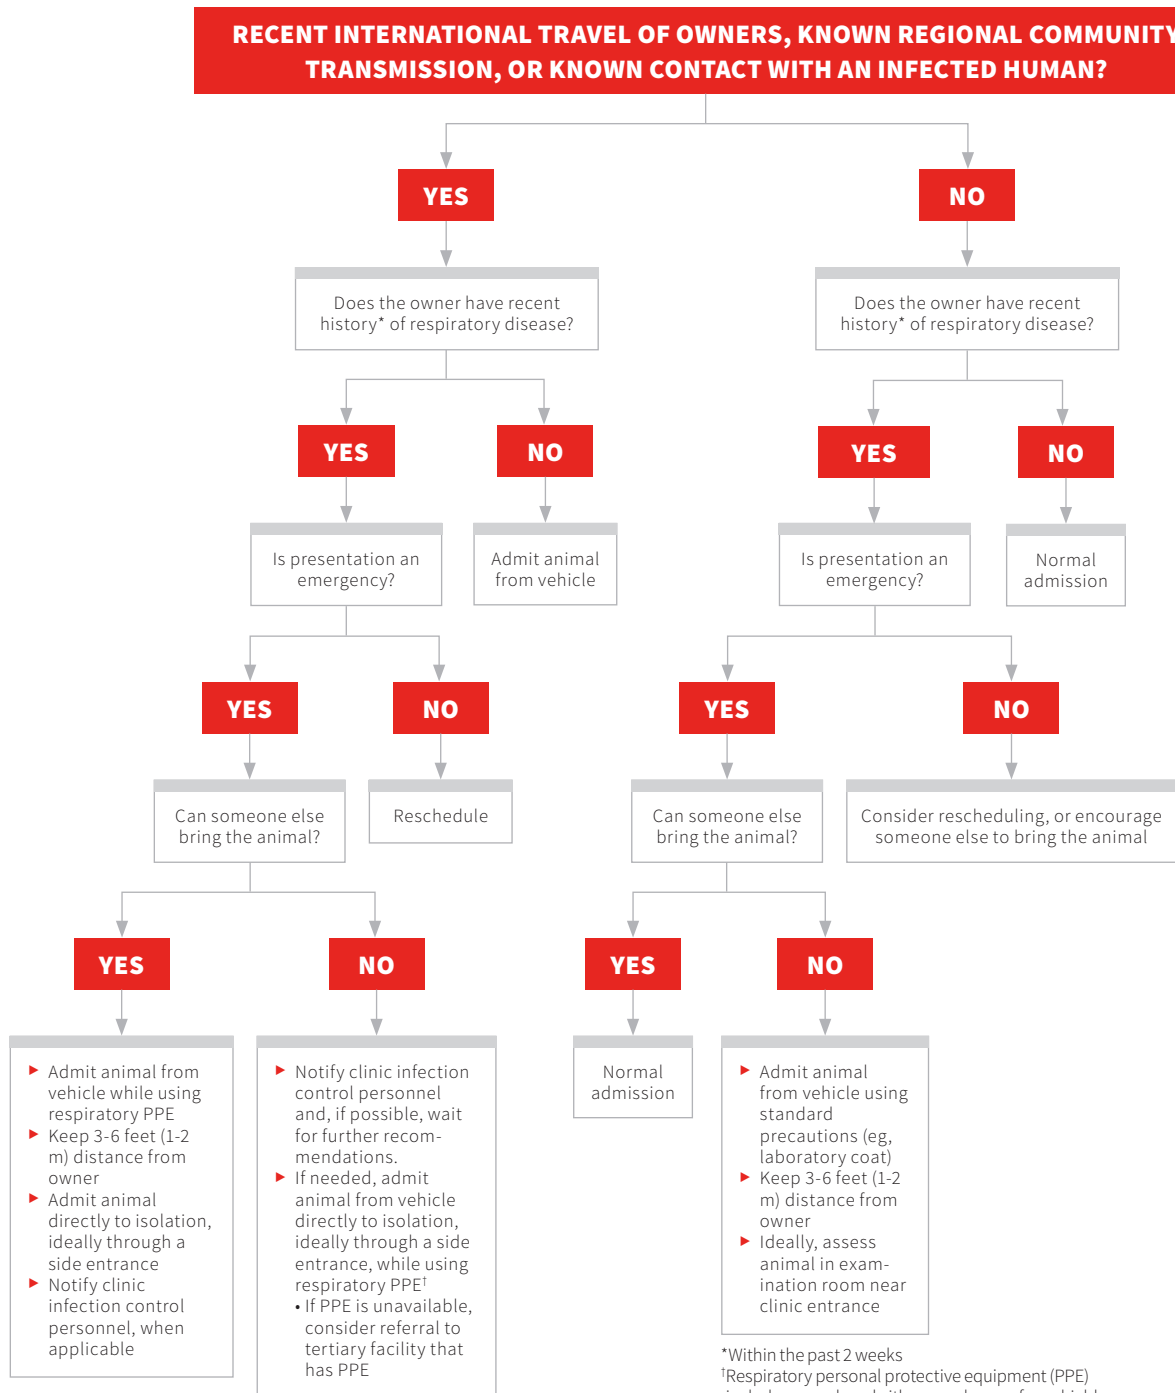 RECENT INTERNATIONAL TRAVEL OF OWNERS, KNOWN REGIONAL COMMUNITY
TRANSMISSION, OR KNOWN CONTACT WITH AN INFECTED HUMAN?
YES
NO
Does the owner have recent
history* of respiratory disease?
Does the owner have recent
history* of respiratory disease?
YES
NO
YES
NO
Is presentation an
emergency?
Admit animal
from vehicle
Is presentation an
emergency?
Normal
admission
YES
NO
YES
NO
Can someone else
bring the animal?
Reschedule
Can someone else
bring the animal?
Consider rescheduling, or encourage
someone else to bring the animal
YES
NO
YES
NO
▶ Admit animal from
vehicle while using
respiratory PPE
▶ Keep 3-6 feet (1-2
m) distance from
owner
▶ Admit animal
directly to isolation,
ideally through a
side entrance
▶ Notify clinic
infection control
personnel, when
applicable
▶ Notify clinic infection
control personnel
and, if possible, wait
for further recom-
mendations.
▶ If needed, admit
animal from vehicle
directly to isolation,
ideally through a side
entrance, while using
respiratory PPE†
• If PPE is unavailable,
consider referral to
tertiary facility that
has PPE
Normal
admission
▶ Admit animal
from vehicle using
standard
precautions (eg,
laboratory coat)
▶ Keep 3-6 feet (1-2
m) distance from
owner
▶ Ideally, assess
animal in exam-
ination room near
clinic entrance
*Within the past 2 weeks
†Respiratory personal protective equipment (PPE)